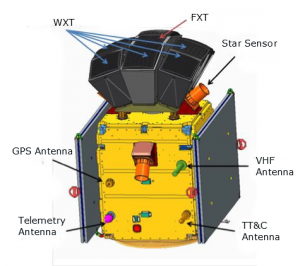 WXT
FXT
Star Sensor
GPS Antenna
VHF
Antenna
Telemetry
Antenna
TT&C
Antenna